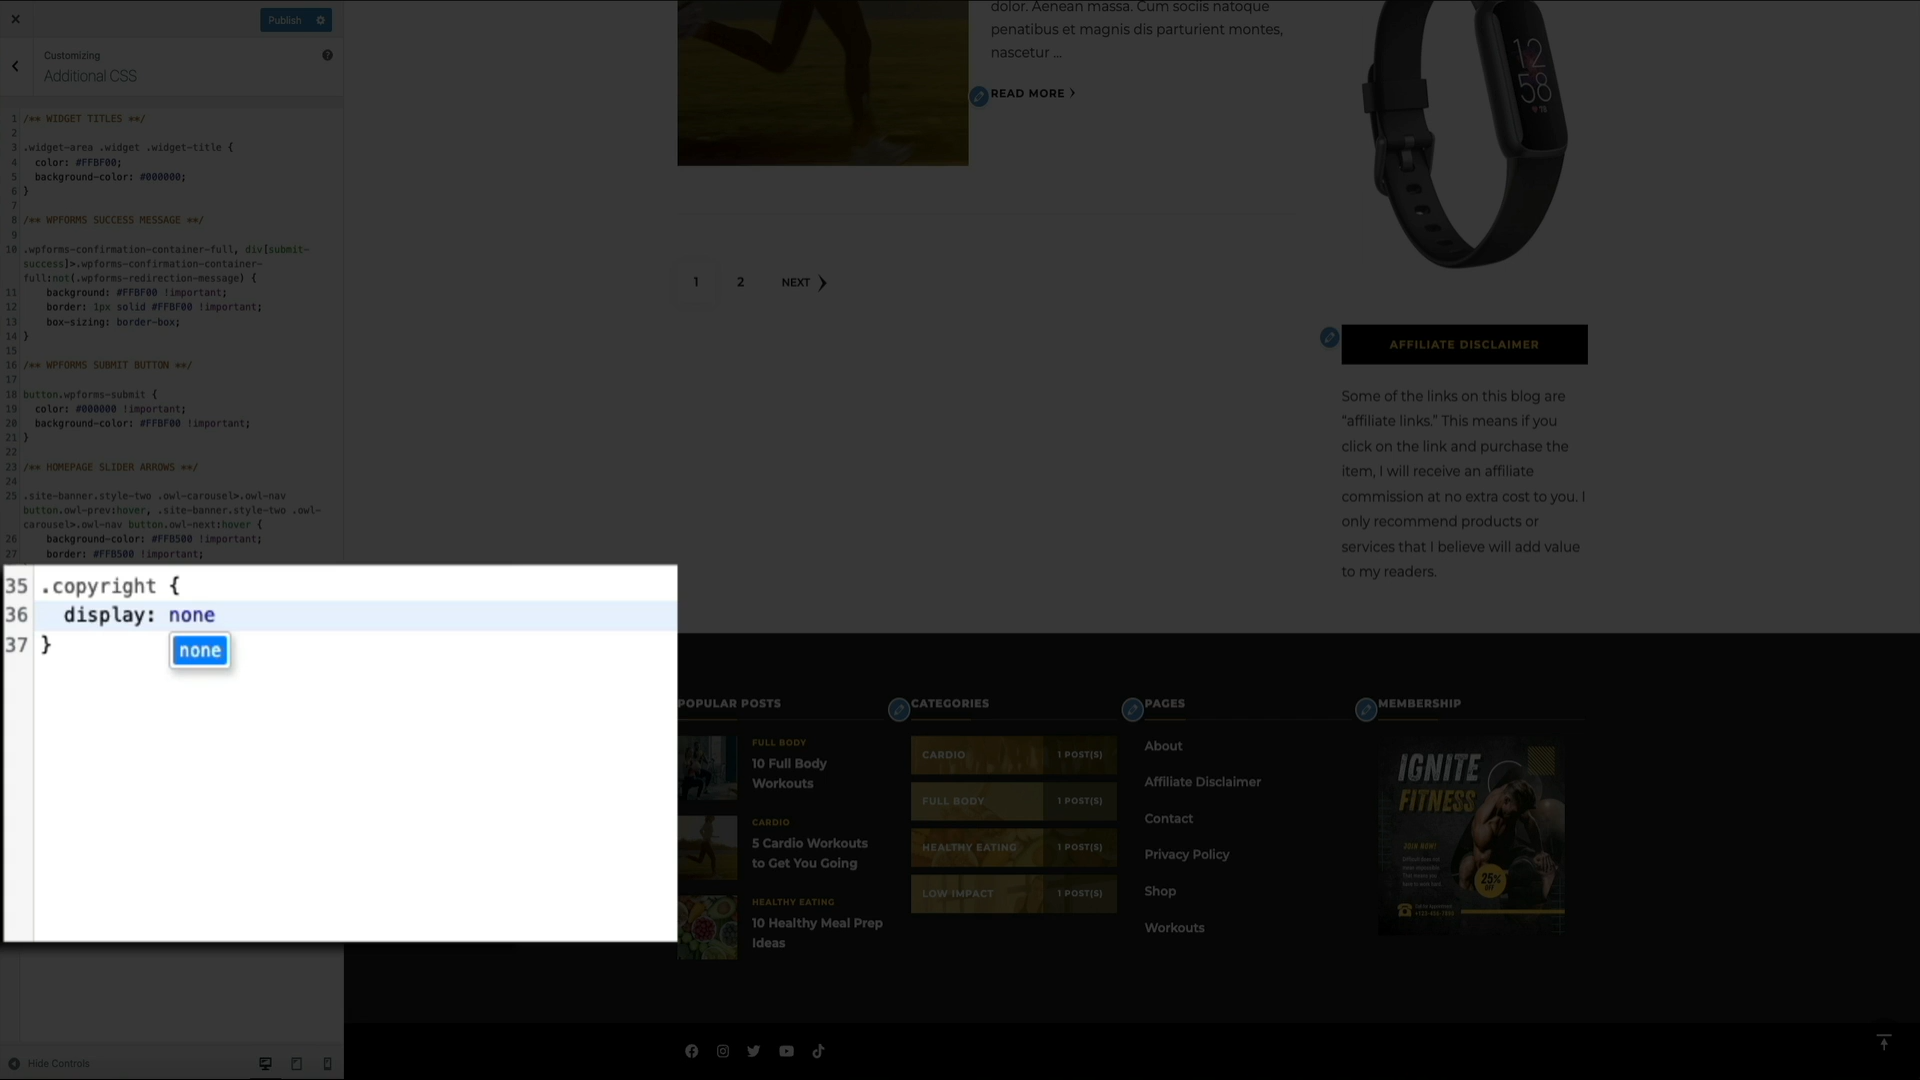 Publish
Customizing
Additional CSS
1 /** WIDGET TITLES **/
2
3 .widget-area .widget .widget-title {
4 color: #FFBF00;
5 background-color: #000000;
6 }
7
8 /** WPFORMS SUCCESS MESSAGE **/
9
10 .wpforms-confirmation-container-full, div[submit-
success]>.wpforms-confirmation-container-
full:not(.wpforms-redirection-message) {
11 background: #FFBF00 !important;
12 border: 1px solid #FFBF00 !important;
13 box-sizing: border-box;
14 }
15
16 /** WPFORMS SUBMIT BUTTON **/
17
18 button.wpforms-submit {
19 color: #000000 !important;
20 background-color: #FFBF00 !important;
21 }
22
23 /** HOMEPAGE SLIDER ARROWS **/
24
25 .site-banner.style-two .owl-carousel>.owl-nav
button.owl-prev:hover, .site-banner.style-two .owl-
carousel>.owl-nav button.owl-next:hover {
26 background-color: #FFB500 !important;
27 border: #FFB500 !important;
35 .copyright {
36 display: none
37 }
none
Hide Controls
dolor. Aenean massa. Cum sociis natoque
penatibus et magnis dis parturient montes,
nascetur ...
READ MORE
1 2 NEXT
12
58
AFFILIATE DISCLAIMER
Some of the links on this blog are
“affiliate links.” This means if you
click on the link and purchase the
item, I will receive an affiliate
commission at no extra cost to you. I
only recommend products or
services that I believe will add value
to my readers.
POPULAR POSTS
FULL BODY
10 Full Body
Workouts
CARDIO
5 Cardio Workouts
to Get You Going
HEALTHY EATING
10 Healthy Meal Prep
Ideas
CATEGORIES
CARDIO 1 POST(S)
FULL BODY 1 POST(S)
HEALTHY EATING 1 POST(S)
LOW IMPACT 1 POST(S)
PAGES
About
Affiliate Disclaimer
Contact
Privacy Policy
Shop
Workouts
MEMBERSHIP
IGNITE
FITNESS
JOIN NOW!
25%
OFF